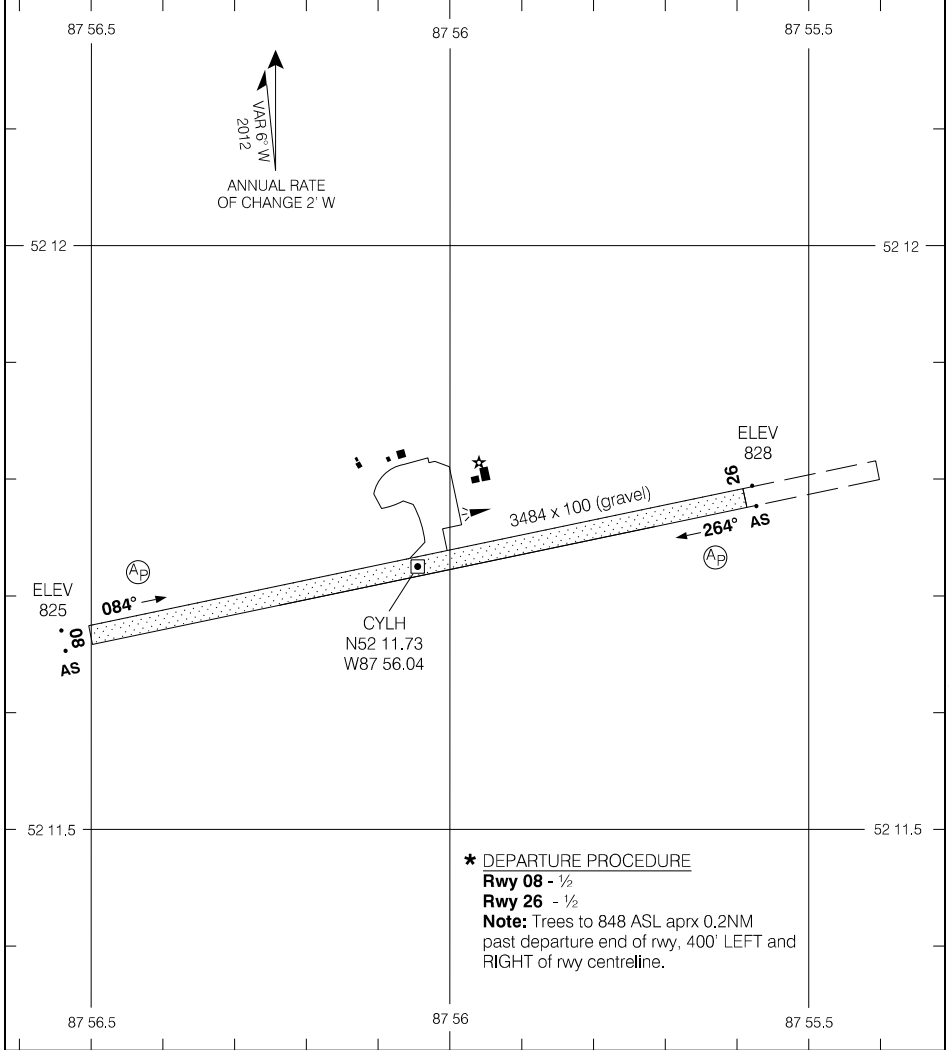 87 56.5
87 56
87 55.5
VAR 6° W
2012
ANNUAL RATE
OF CHANGE 2' W
52 12
52 12
ELEV
828
26
3484 x 100 (gravel)
264°
AS
AP
AP
ELEV
825
084°
08
AS
CYLH
N52 11.73
W87 56.04
52 11.5
52 11.5
* DEPARTURE PROCEDURE
Rwy 08 - ½
Rwy 26 - ½
Note: Trees to 848 ASL aprx 0.2NM
past departure end of rwy, 400' LEFT and
RIGHT of rwy centreline.
87 56.5
87 56
87 55.5